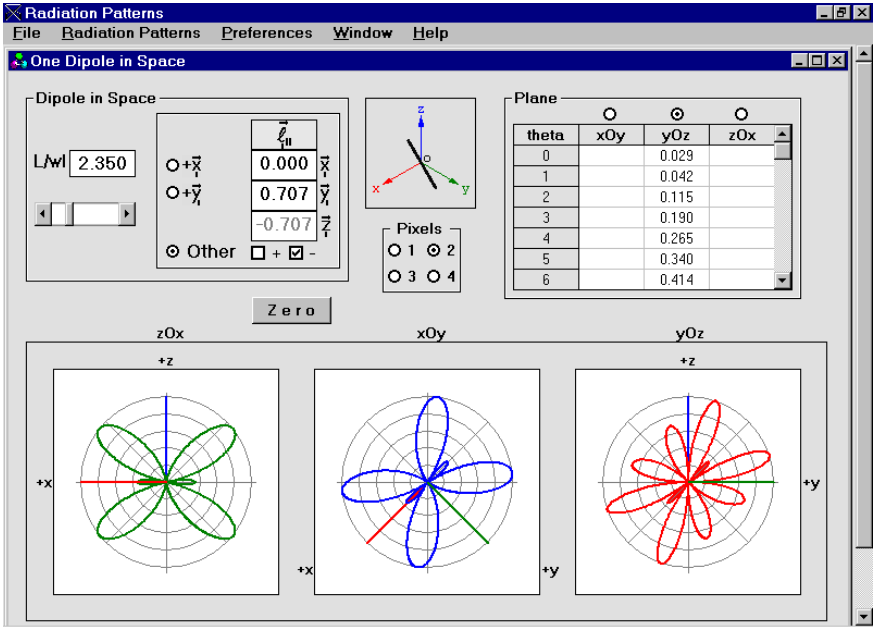 Radiation Patterns
File Radiation Patterns Preferences Window Help
One Dipole in Space
Dipole in Space
L/wl 2.350
ℓ⃗ıı
+x⃗ı 0.000 x⃗ı
+y⃗ı 0.707 y⃗ı
-0.707 z⃗ı
Other + -
z
o
x y
Pixels
1 2
3 4
Plane
theta xOy yOz zOx
0 0.029
1 0.042
2 0.115
3 0.190
4 0.265
5 0.340
6 0.414
Zero
zOx xOy yOz
+z +z
+x +y
+x +y